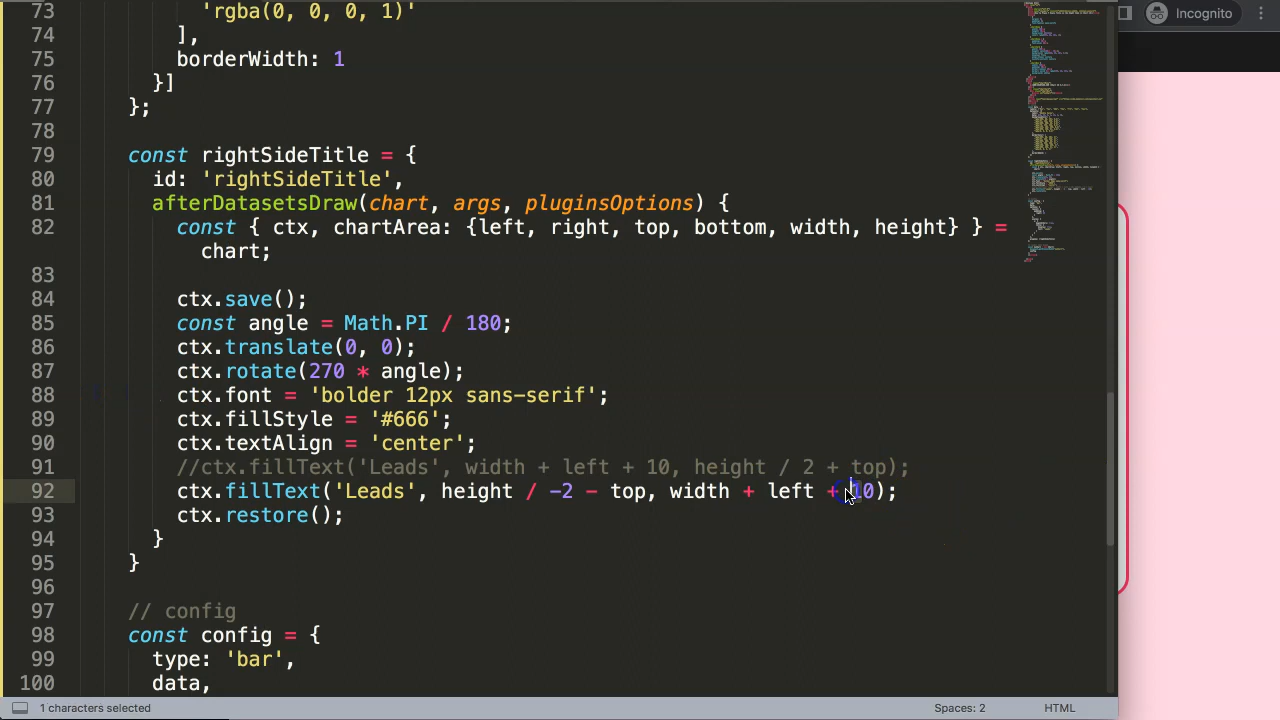 Incognito
73 'rgba(0, 0, 0, 1)'
74 ],
75 borderWidth: 1
76 }]
77 };
78
79 const rightSideTitle = {
80 id: 'rightSideTitle',
81 afterDatasetsDraw(chart, args, pluginsOptions) {
82 const { ctx, chartArea: {left, right, top, bottom, width, height} } =
chart;
83
84 ctx.save();
85 const angle = Math.PI / 180;
86 ctx.translate(0, 0);
87 ctx.rotate(270 * angle);
88 ctx.font = 'bolder 12px sans-serif';
89 ctx.fillStyle = '#666';
90 ctx.textAlign = 'center';
91 //ctx.fillText('Leads', width + left + 10, height / 2 + top);
92 ctx.fillText('Leads', height / -2 - top, width + left + 10);
93 ctx.restore();
94 }
95 }
96
97 // config
98 const config = {
99 type: 'bar',
100 data,
1 characters selected
Spaces: 2
HTML